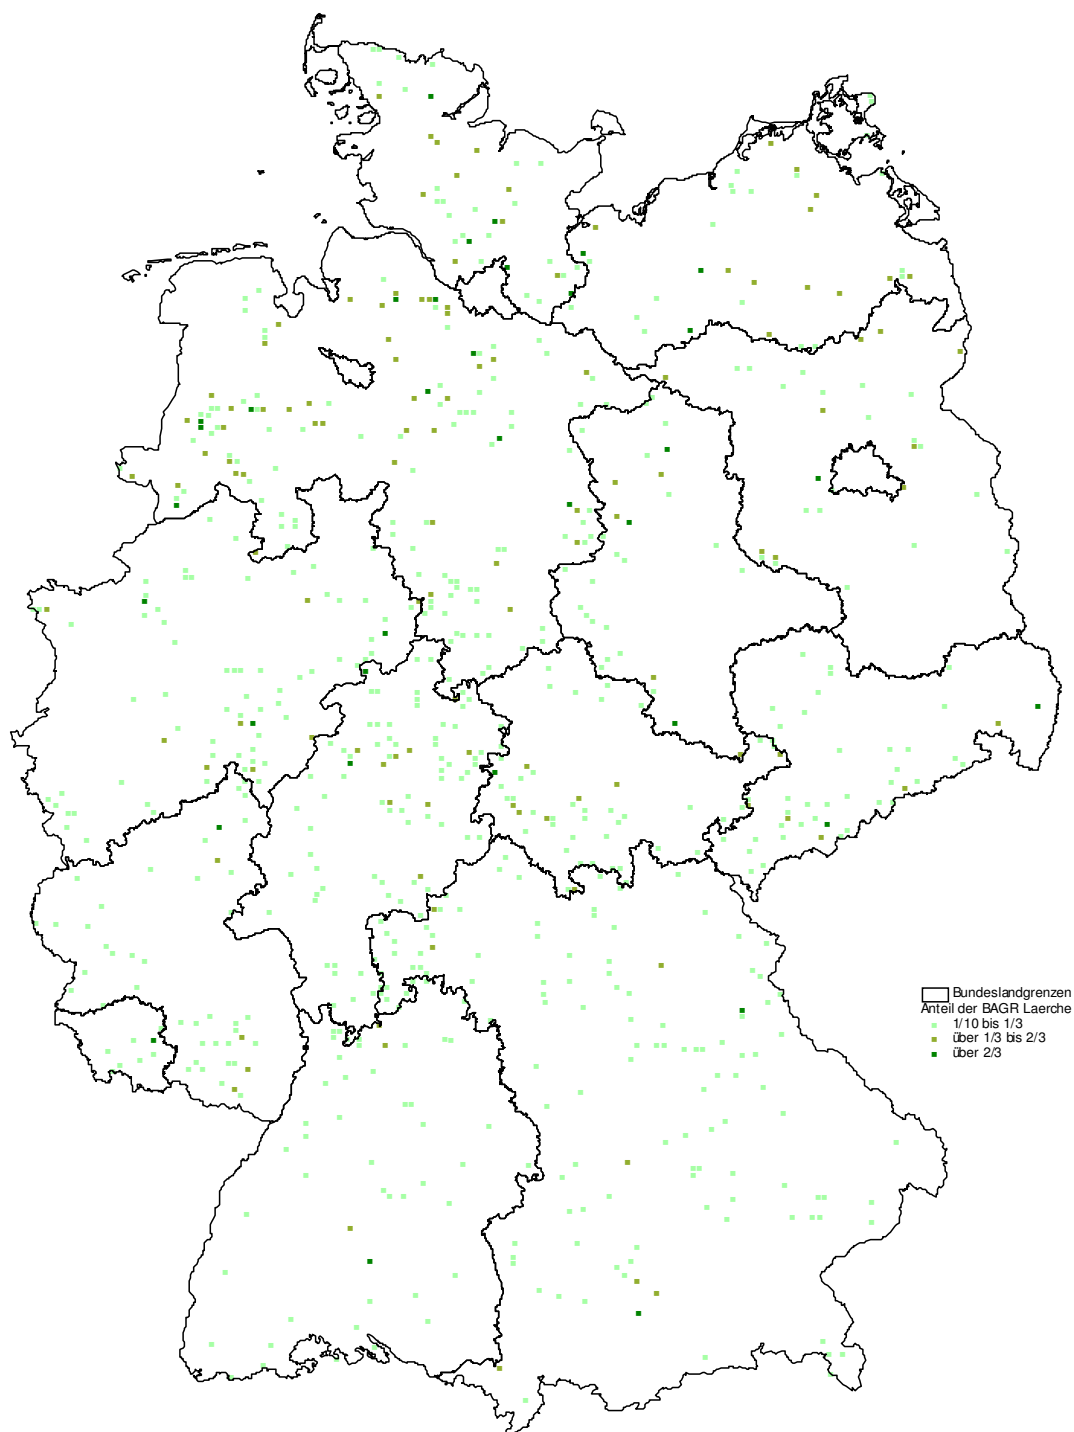 Bundeslandgrenzen
Anteil der BAGR Laerche
1/10 bis 1/3
über 1/3 bis 2/3
über 2/3